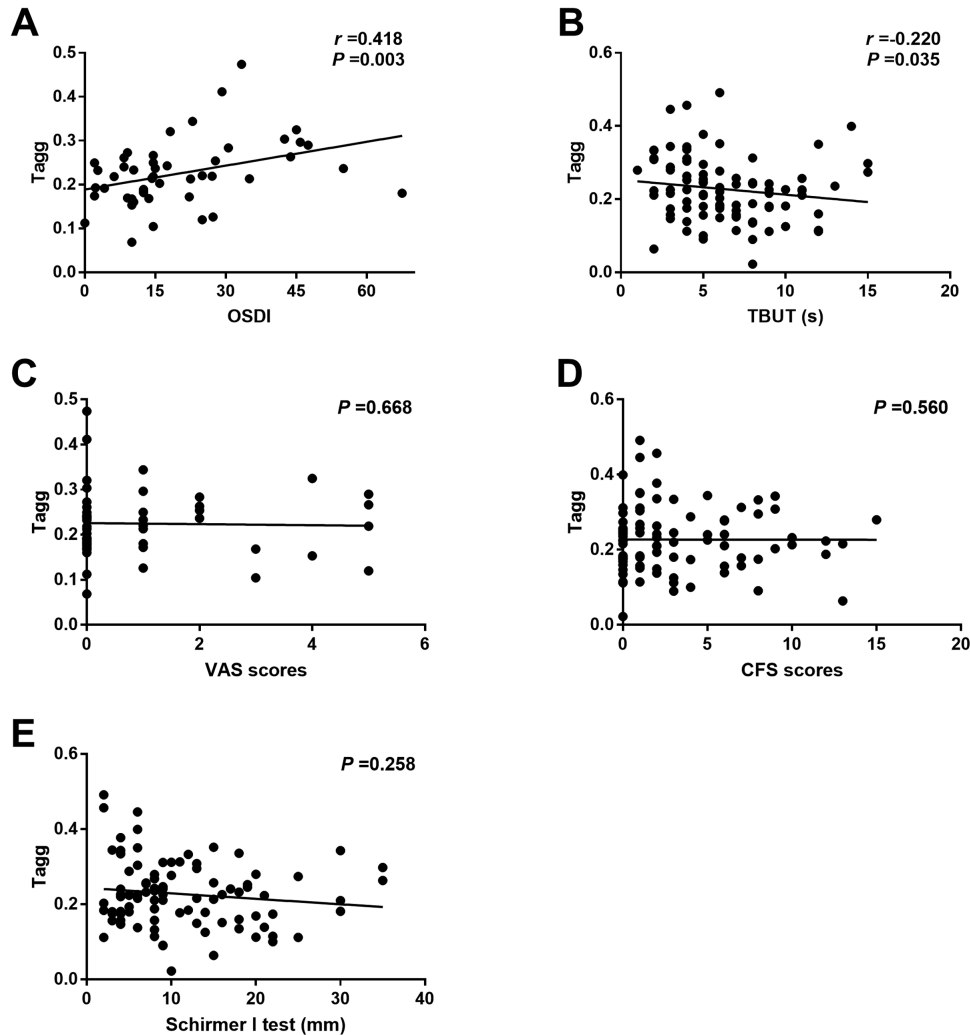 A
r =0.418
P =0.003
Tagg
0.5
0.4
0.3
0.2
0.1
0.0
0 15 30 45 60
OSDI
B
r =-0.220
P =0.035
Tagg
0.6
0.4
0.2
0.0
0 5 10 15 20
TBUT (s)
C
P =0.668
Tagg
0.5
0.4
0.3
0.2
0.1
0.0
0 2 4 6
VAS scores
D
P =0.560
Tagg
0.6
0.4
0.2
0.0
0 5 10 15 20
CFS scores
E
P =0.258
Tagg
0.6
0.4
0.2
0.0
0 10 20 30 40
Schirmer I test (mm)